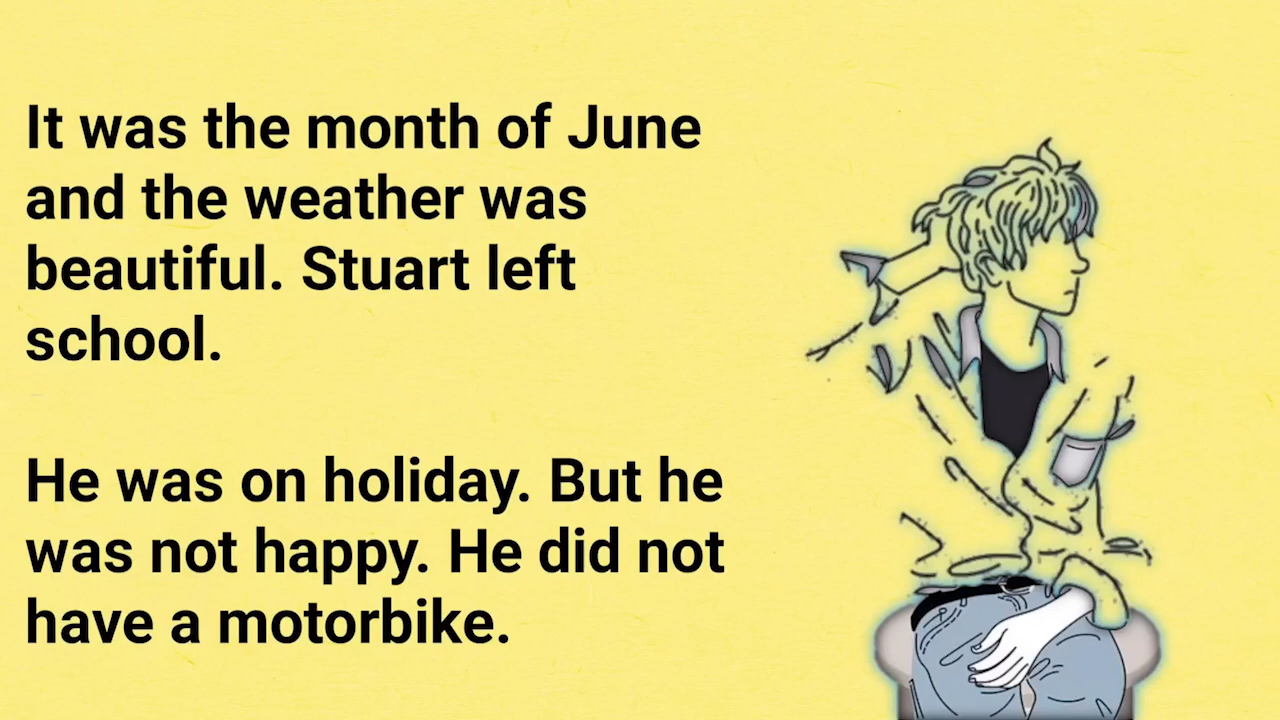 It was the month of June
and the weather was
beautiful. Stuart left
school.
He was on holiday. But he
was not happy. He did not
have a motorbike.